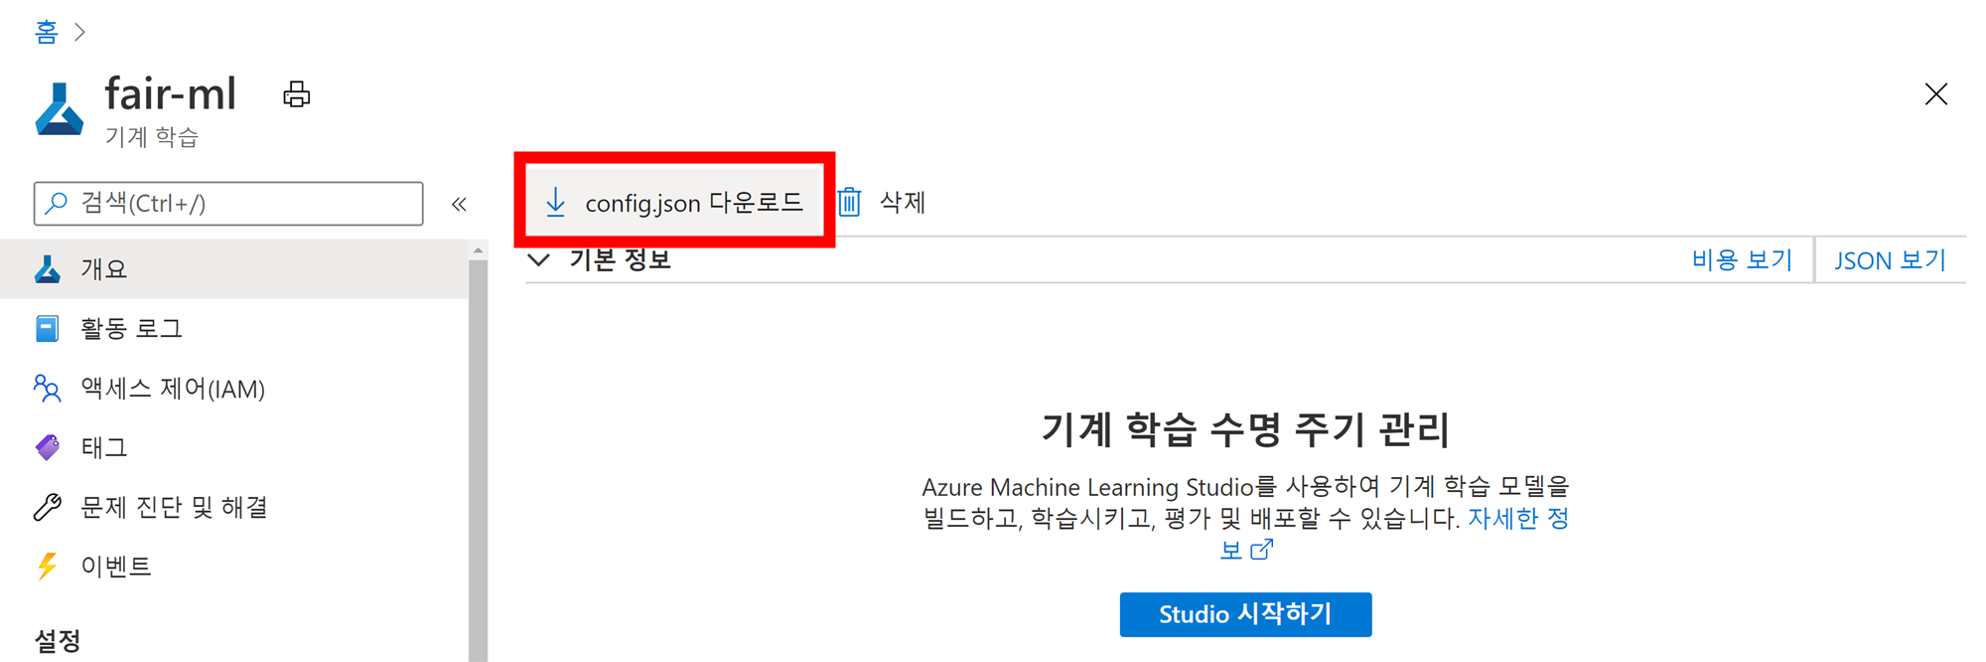 홈
fair-ml
기계 학습
검색(Ctrl+/)
개요
활동 로그
액세스 제어(IAM)
태그
문제 진단 및 해결
이벤트
설정
config.json 다운로드
삭제
기본 정보
비용 보기
JSON 보기
기계 학습 수명 주기 관리
Azure Machine Learning Studio를 사용하여 기계 학습 모델을
빌드하고, 학습시키고, 평가 및 배포할 수 있습니다. 자세한 정
보
Studio 시작하기